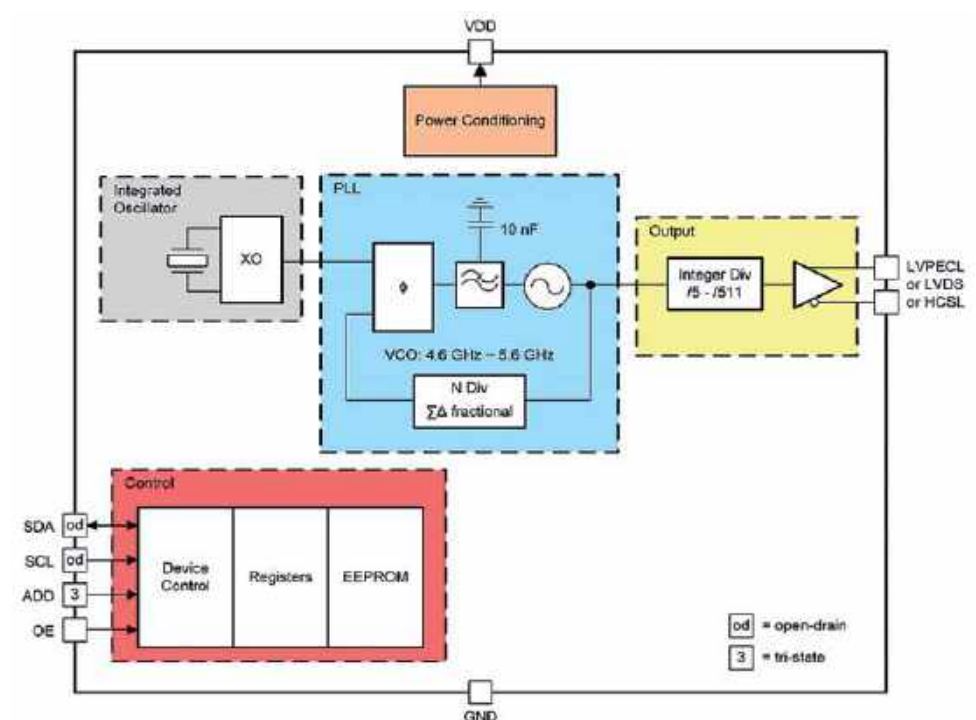 VDD
Power Conditioning
Integrated
Oscillator
XO
PLL
10 nF
ϕ
VCO: 4.6 GHz – 5.6 GHz
N Div
∑Δ fractional
Output
Integer Div
/5 - /511
LVPECL
or LVDS
or HCSL
Control
SDA
od
SCL
od
ADD
3
OE
Device
Control
Registers
EEPROM
od = open-drain
3 = tri-state
GND